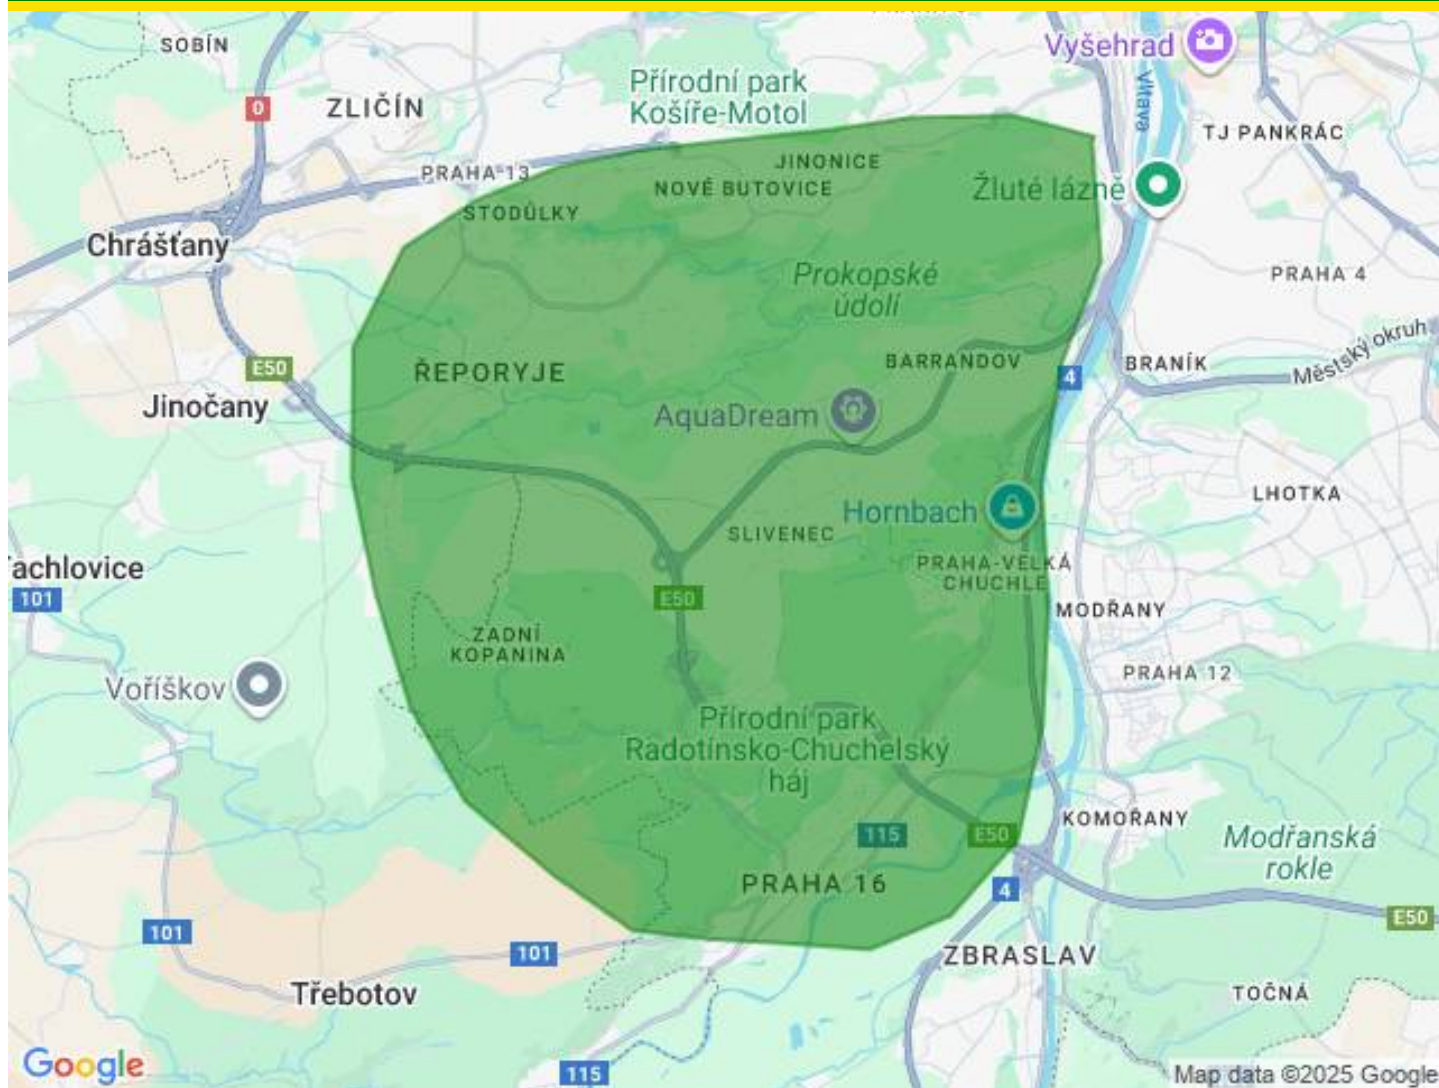 SOBÍN
Vyšehrad
Vltava
Přírodní park
Košíře-Motol
0
ZLIČÍN
TJ PANKRÁC
JINONICE
PRAHA 13
NOVÉ BUTOVICE
Žluté lázně
STODŮLKY
Chrášťany
Prokopské
údolí
PRAHA 4
Městský okruh
E50
ŘEPORYJE
BARRANDOV
BRANÍK
4
Jinočany
AquaDream
LHOTKA
Hornbach
SLIVENEC
PRAHA-VELKÁ
CHUCHLE
achlovice
101
E50
MODŘANY
ZADNÍ
KOPANINA
PRAHA 12
Voříškov
Přírodní park
Radotínsko-Chuchelský
háj
KOMOŘANY
115
E50
Modřanská
rokle
PRAHA 16
4
E50
101
101
ZBRASLAV
Třebotov
TOČNÁ
Google
115
Map data ©2025 Google